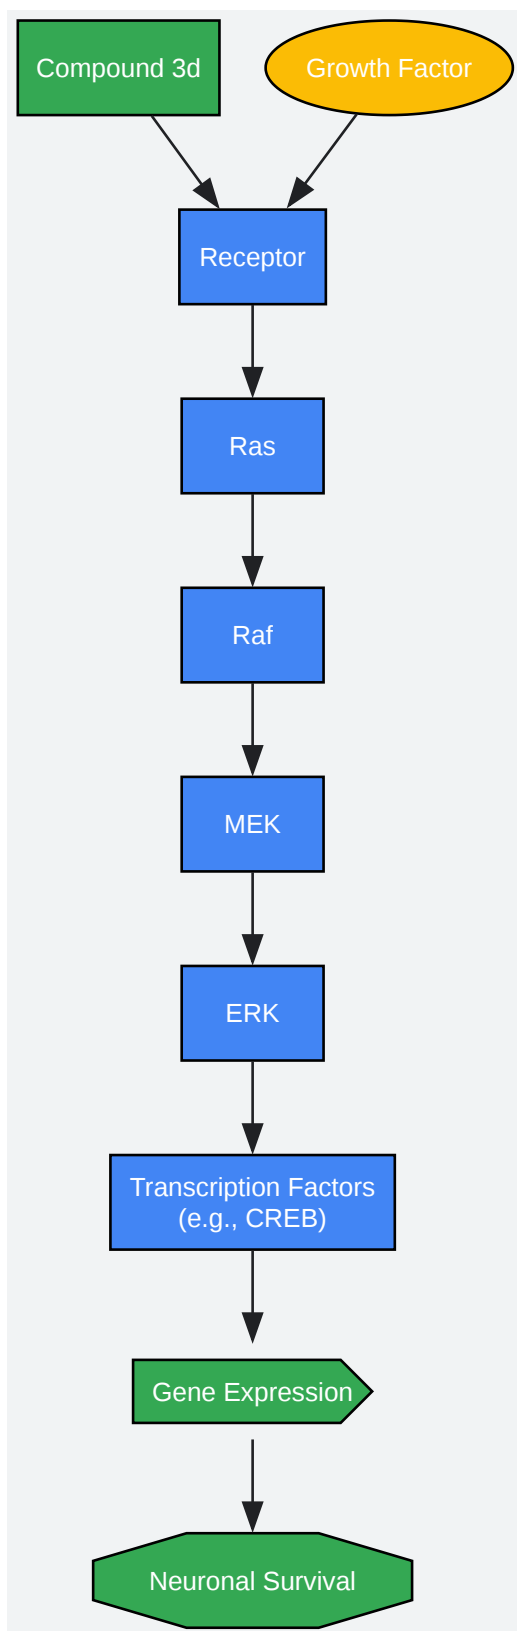 Compound 3d
Growth Factor
Receptor
Ras
Raf
MEK
ERK
Transcription Factors
(e.g., CREB)
Gene Expression
Neuronal Survival